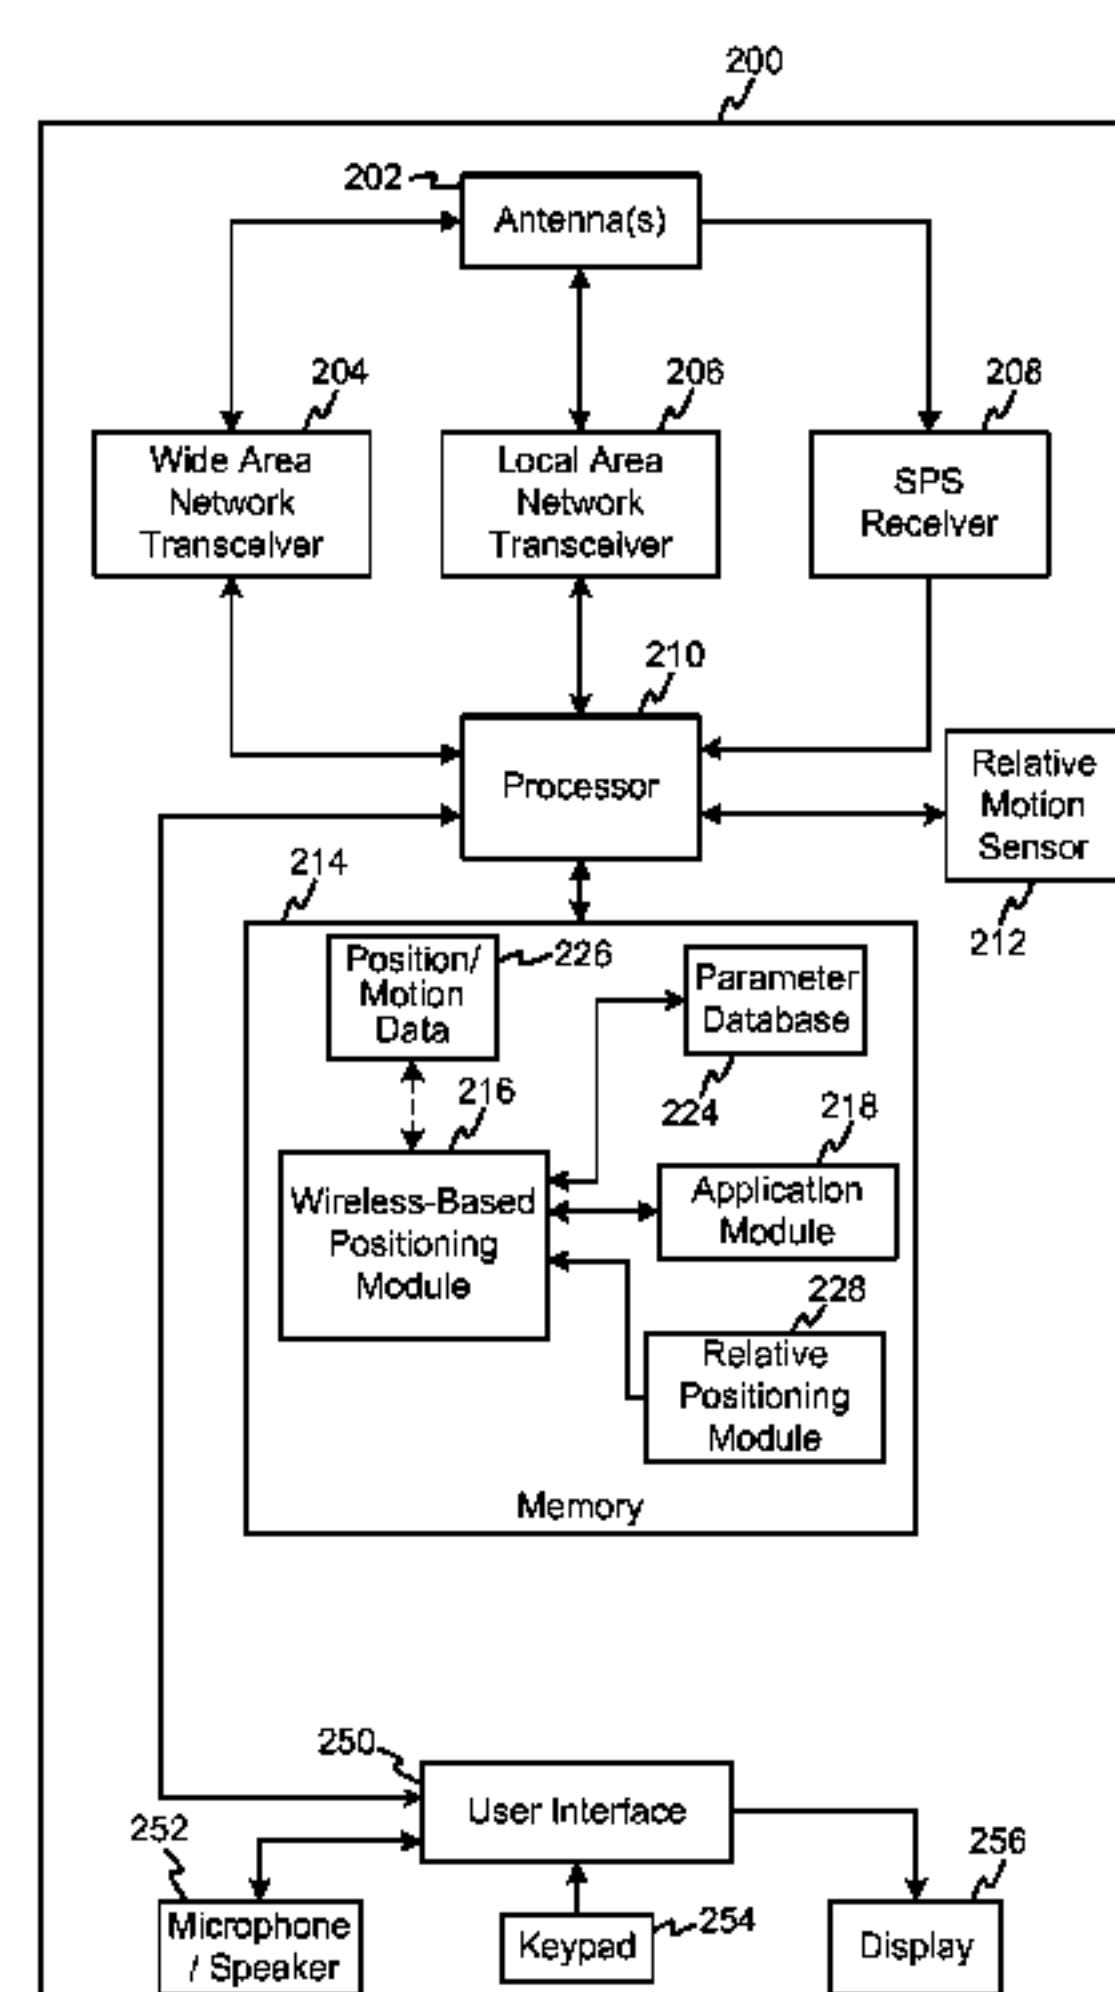 200
202
Antenna(s)
204
206
208
Wide Area
Network
Transceiver
Local Area
Network
Transceiver
SPS
Receiver
210
Processor
Relative
Motion
Sensor
212
214
Position/
Motion
Data
226
Parameter
Database
224
216
218
Wireless-Based
Positioning
Module
Application
Module
228
Relative
Positioning
Module
Memory
250
User Interface
252
256
Microphone
/ Speaker
Keypad
254
Display